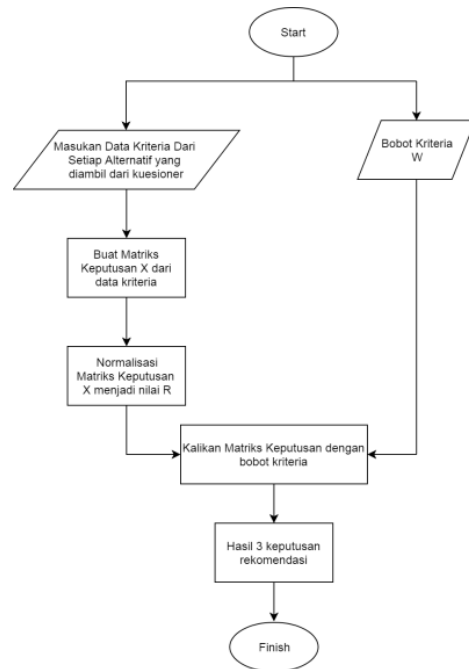 Start
Masukan Data Kriteria Dari
Setiap Alternatif yang
diambil dari kuesioner
Bobot Kriteria
W
Buat Matriks
Keputusan X dari
data kriteria
Normalisasi
Matriks Keputusan
X menjadi nilai R
Kalikan Matriks Keputusan dengan
bobot kriteria
Hasil 3 keputusan
rekomendasi
Finish